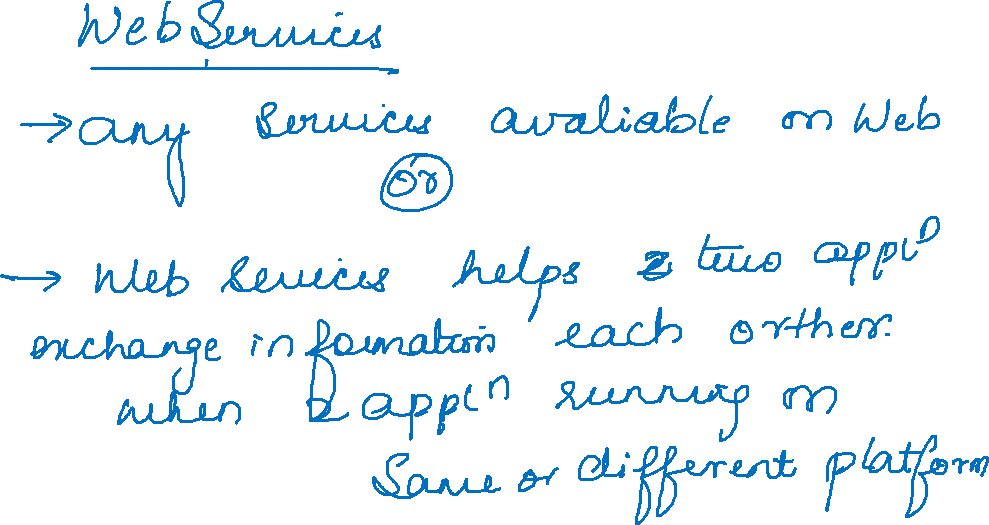 Web Services
→ any services avaliable on Web
or
→ Web Services helps 2 two appln
exchange information each orther.
when 2 appln running on
Same or different platform